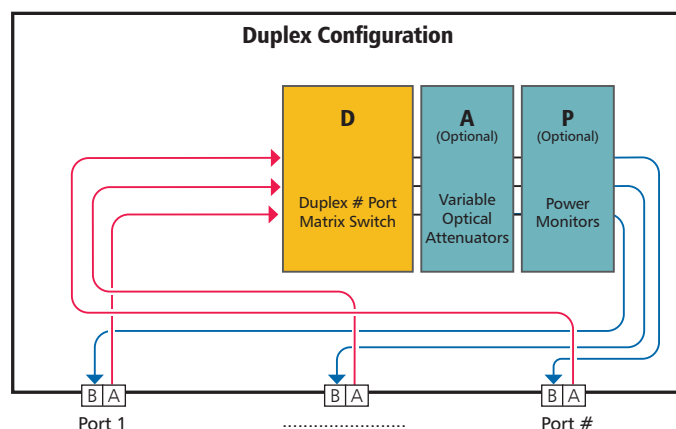 Duplex Configuration
D
Duplex # Port
Matrix Switch
A
(Optional)
Variable
Optical
Attenuators
P
(Optional)
Power
Monitors
B A
B A
B A
Port 1
........................
Port #